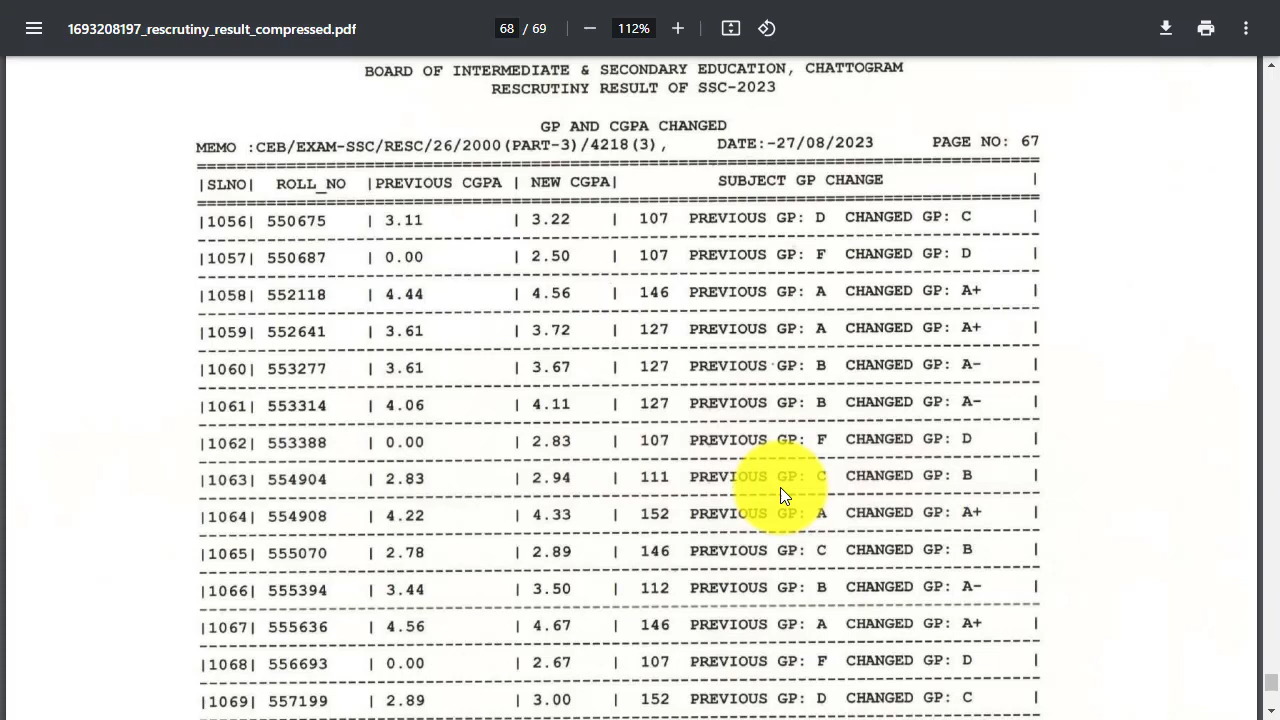 1693208197_rescrutiny_result_compressed.pdf 68 / 69 112%
BOARD OF INTERMEDIATE & SECONDARY EDUCATION, CHATTOGRAM
RESCRUTINY RESULT OF SSC-2023
GP AND CGPA CHANGED
MEMO :CEB/EXAM-SSC/RESC/26/2000(PART-3)/4218(3), DATE:-27/08/2023 PAGE NO: 67
|SLNO| ROLL_NO |PREVIOUS CGPA | NEW CGPA| SUBJECT GP CHANGE |
|1056| 550675 | 3.11 | 3.22 | 107 PREVIOUS GP: D CHANGED GP: C |
|1057| 550687 | 0.00 | 2.50 | 107 PREVIOUS GP: F CHANGED GP: D |
|1058| 552118 | 4.44 | 4.56 | 146 PREVIOUS GP: A CHANGED GP: A+ |
|1059| 552641 | 3.61 | 3.72 | 127 PREVIOUS GP: A CHANGED GP: A+ |
|1060| 553277 | 3.61 | 3.67 | 127 PREVIOUS GP: B CHANGED GP: A- |
|1061| 553314 | 4.06 | 4.11 | 127 PREVIOUS GP: B CHANGED GP: A- |
|1062| 553388 | 0.00 | 2.83 | 107 PREVIOUS GP: F CHANGED GP: D |
|1063| 554904 | 2.83 | 2.94 | 111 PREVIOUS GP: C CHANGED GP: B |
|1064| 554908 | 4.22 | 4.33 | 152 PREVIOUS GP: A CHANGED GP: A+ |
|1065| 555070 | 2.78 | 2.89 | 146 PREVIOUS GP: C CHANGED GP: B |
|1066| 555394 | 3.44 | 3.50 | 112 PREVIOUS GP: B CHANGED GP: A- |
|1067| 555636 | 4.56 | 4.67 | 146 PREVIOUS GP: A CHANGED GP: A+ |
|1068| 556693 | 0.00 | 2.67 | 107 PREVIOUS GP: F CHANGED GP: D |
|1069| 557199 | 2.89 | 3.00 | 152 PREVIOUS GP: D CHANGED GP: C |